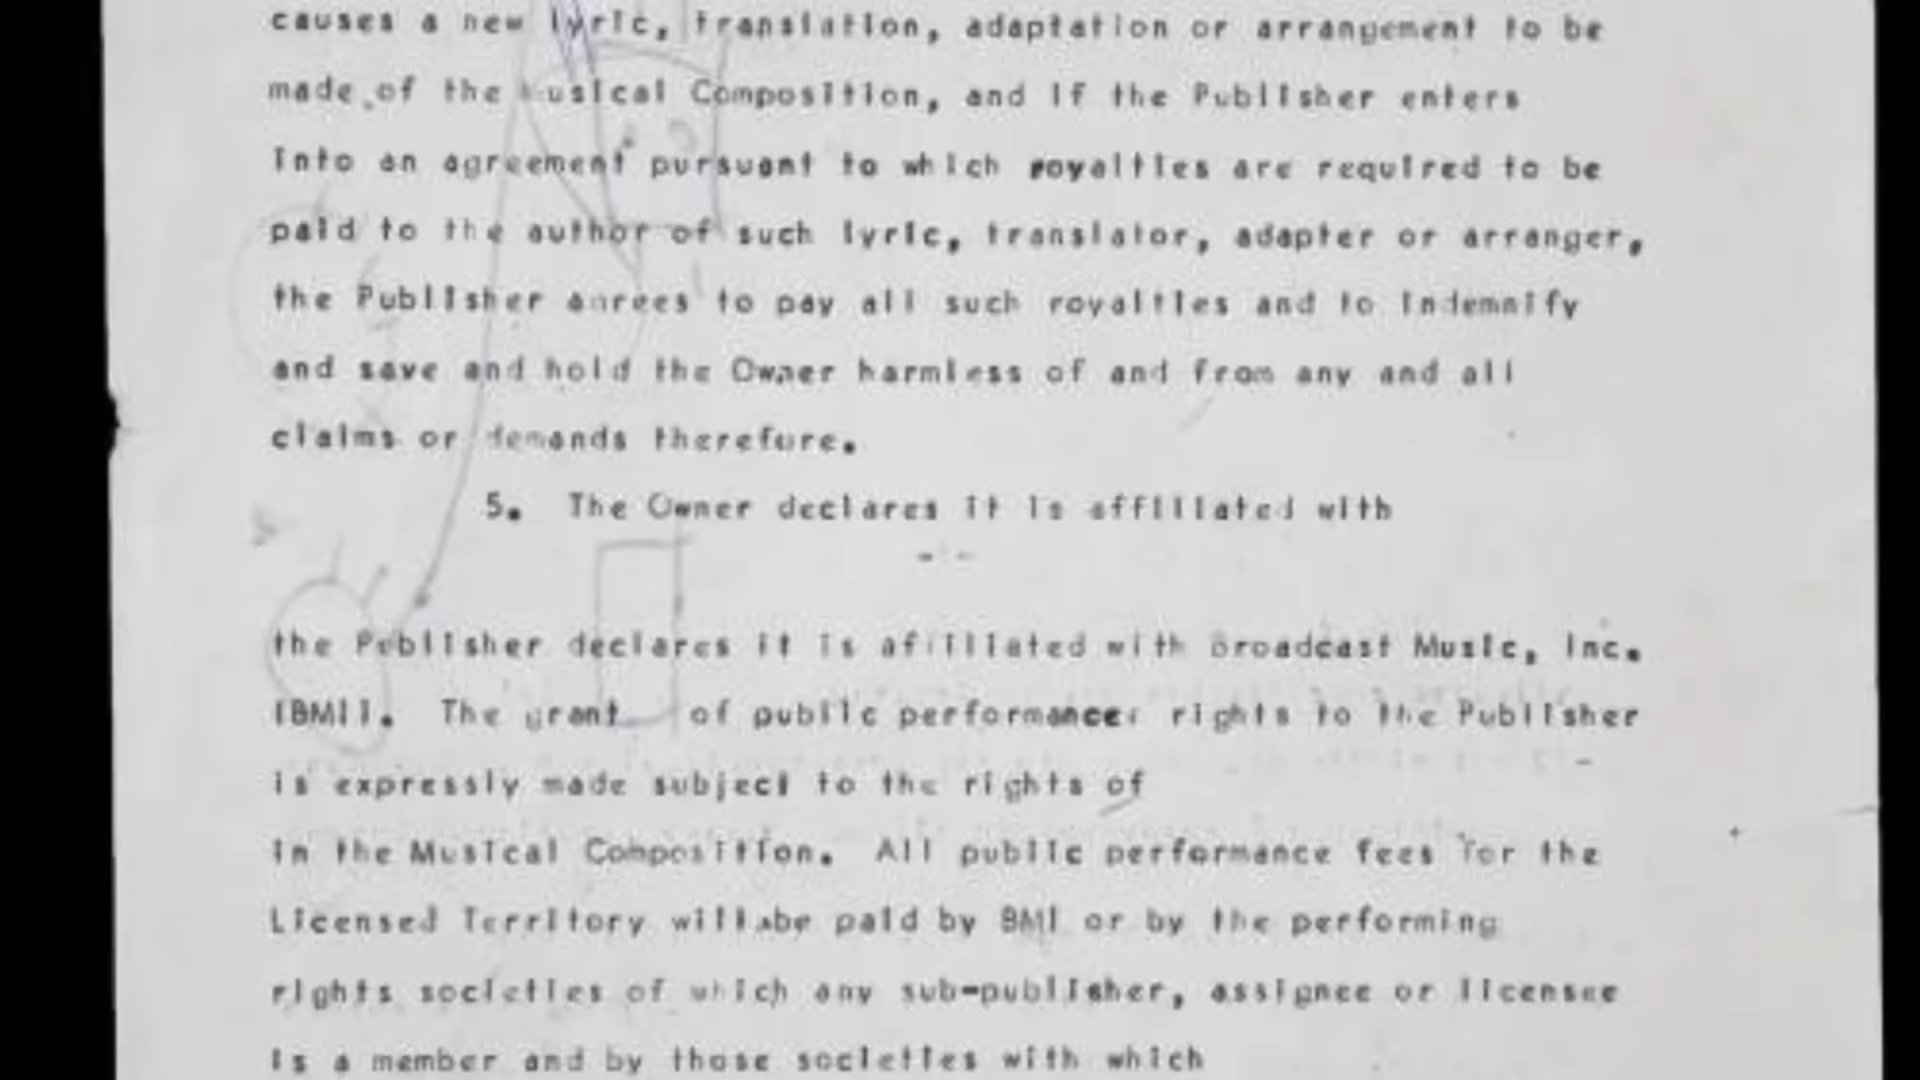 causes a new lyric, translation, adaptation or arrangement to be
made of the Musical Composition, and if the Publisher enters
into an agreement pursuant to which royalties are required to be
paid to the author of such lyric, translator, adapter or arranger,
the Publisher agrees to pay all such royalties and to indemnify
and save and hold the Owner harmless of and from any and all
claims or demands therefure.
5. The Owner declares it is affiliated with
the Publisher declares it is affiliated with Broadcast Music, Inc.
(BMI). The grant of public performances rights to the Publisher
is expressly made subject to the rights of
in the Musical Composition. All public performance fees for the
Licensed Territory will be paid by BMI or by the performing
rights societies of which any sub-publisher, assignee or licensee
is a member and by those societies with which